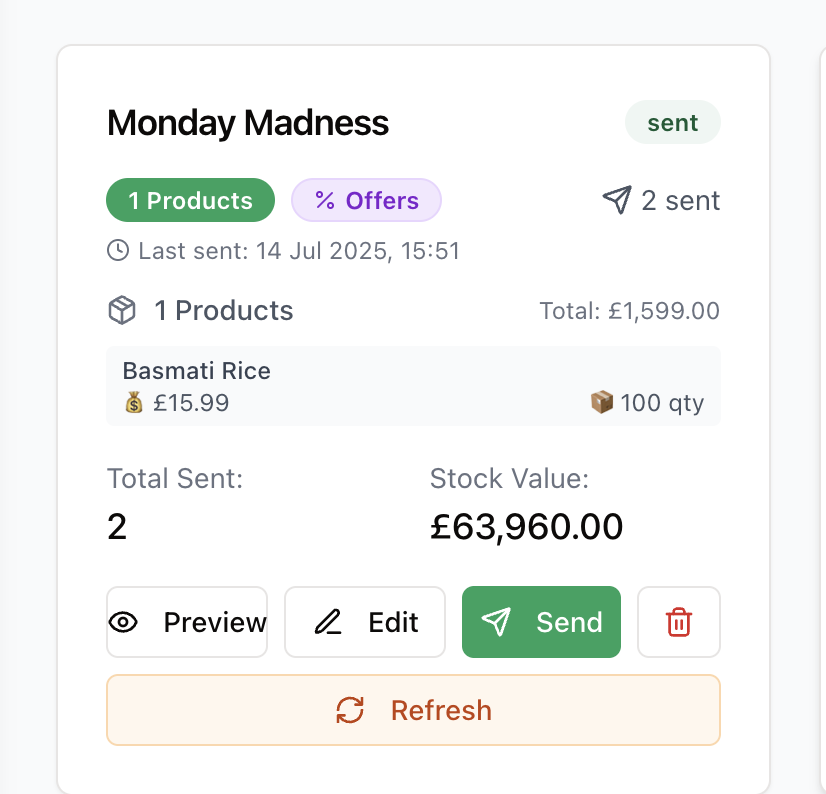 Monday Madness
sent
1 Products
% Offers
2 sent
Last sent: 14 Jul 2025, 15:51
1 Products
Total: £1,599.00
Basmati Rice
£15.99
100 qty
Total Sent:
Stock Value:
2
£63,960.00
Preview
Edit
Send
Refresh